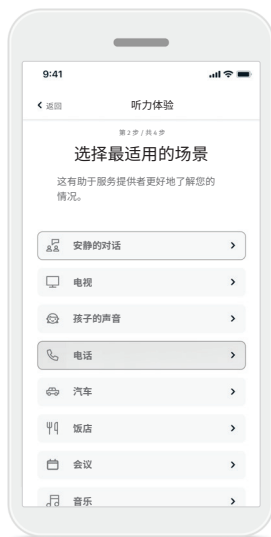 9:41
返回
听力体验
第2步/共4步
选择最适用的场景
这有助于服务提供者更好地了解您的
情况。
安静的对话
电视
孩子的声音
电话
汽车
饭店
会议
音乐